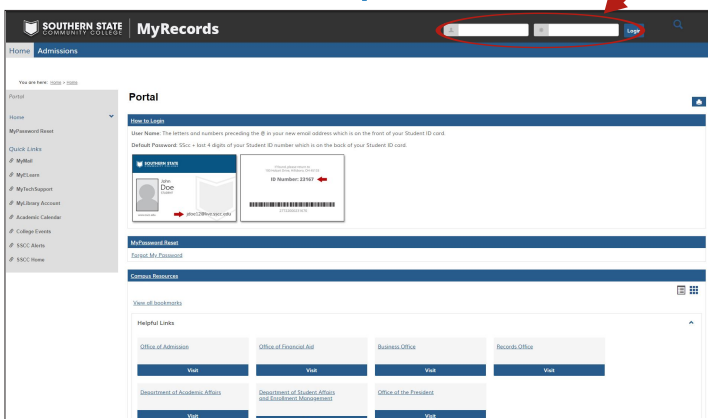 SOUTHERN STATE
COMMUNITY COLLEGE
MyRecords
Login
Home Admissions
You are here: Home > Home
Portal
Home
MyPassword Reset
Quick Links
MyMail
MyELearn
MyTechSupport
MyLibrary Account
Academic Calendar
College Events
SSCC Alerts
SSCC Home
Portal
How to Login
User Name: The letters and numbers preceding the @ in your new email address which is on the front of your Student ID card.
Default Password: SScc + last 4 digits of your Student ID number which is on the back of your Student ID card.
SOUTHERN STATE
John
Doe
ID Number: 23167
MyPassword Reset
Forgot My Password
Campus Resources
View all bookmarks
Helpful Links
Office of Admission
Office of Financial Aid
Business Office
Records Office
Visit Visit Visit Visit
Department of Academic Affairs
Department of Student Affairs
and Enrollment Management
Office of the President
Visit Visit